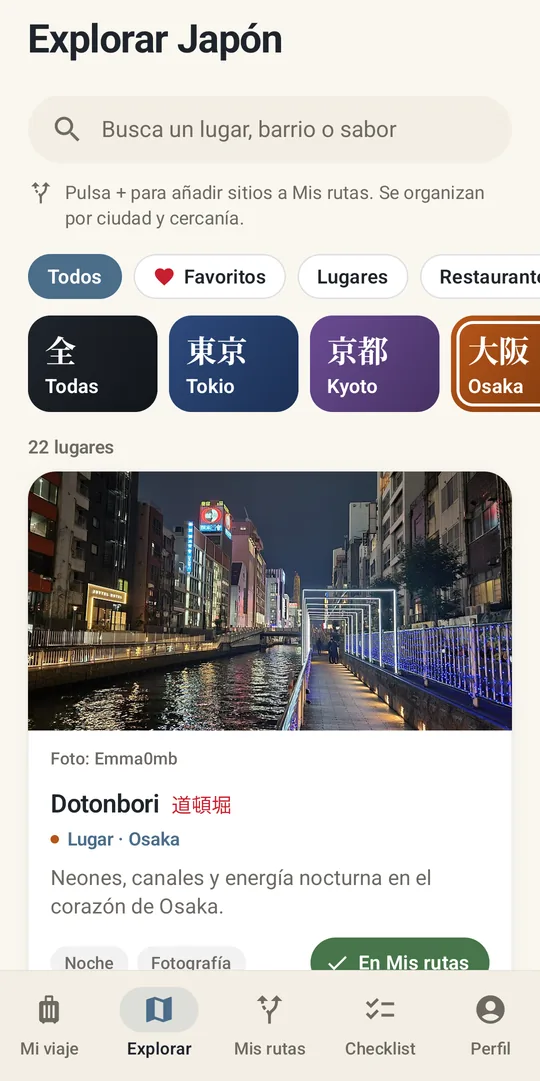 Explorar Japón
Busca un lugar, barrio o sabor
Pulsa + para añadir sitios a Mis rutas. Se organizan
por ciudad y cercanía.
Todos
Favoritos
Lugares
Restaurante
全
Todas
東京
Tokio
京都
Kyoto
大阪
Osaka
22 lugares
Foto: Emma0mb
Dotonbori 道頓堀
Lugar · Osaka
Neones, canales y energía nocturna en el
corazón de Osaka.
Noche
Fotografía
En Mis rutas
Mi viaje
Explorar
Mis rutas
Checklist
Perfil